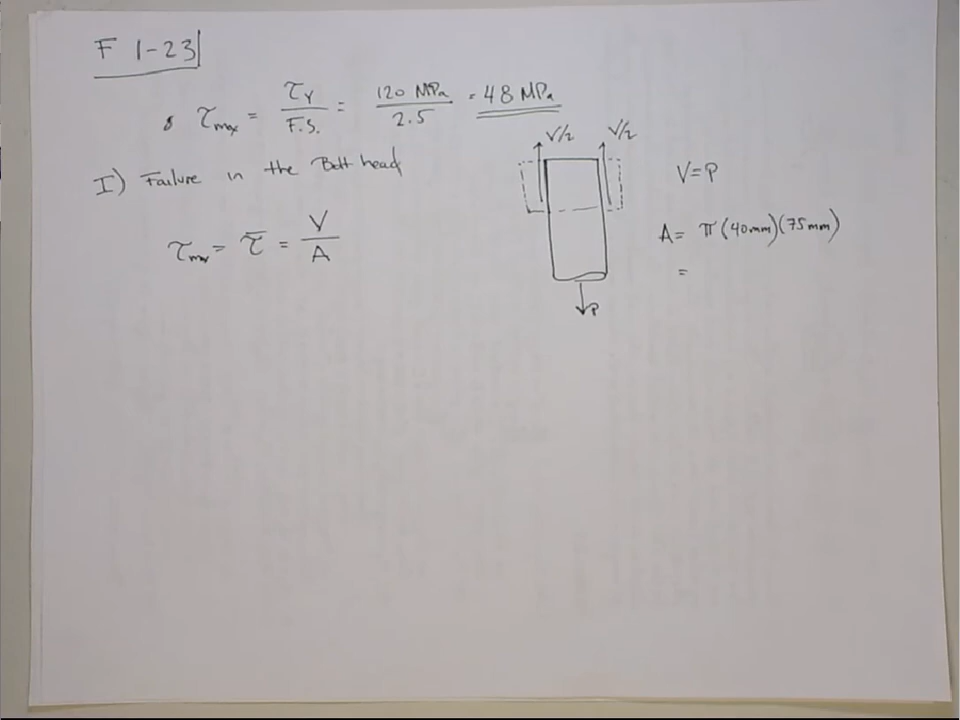 F 1-23
τmax = τY / F.S. = 120 MPa / 2.5 = 48 MPa
I) Failure in the Bolt head
τmax = τ̄ = V / A
V/2 V/2
V = P
A = π(40mm)(75mm)
=
P